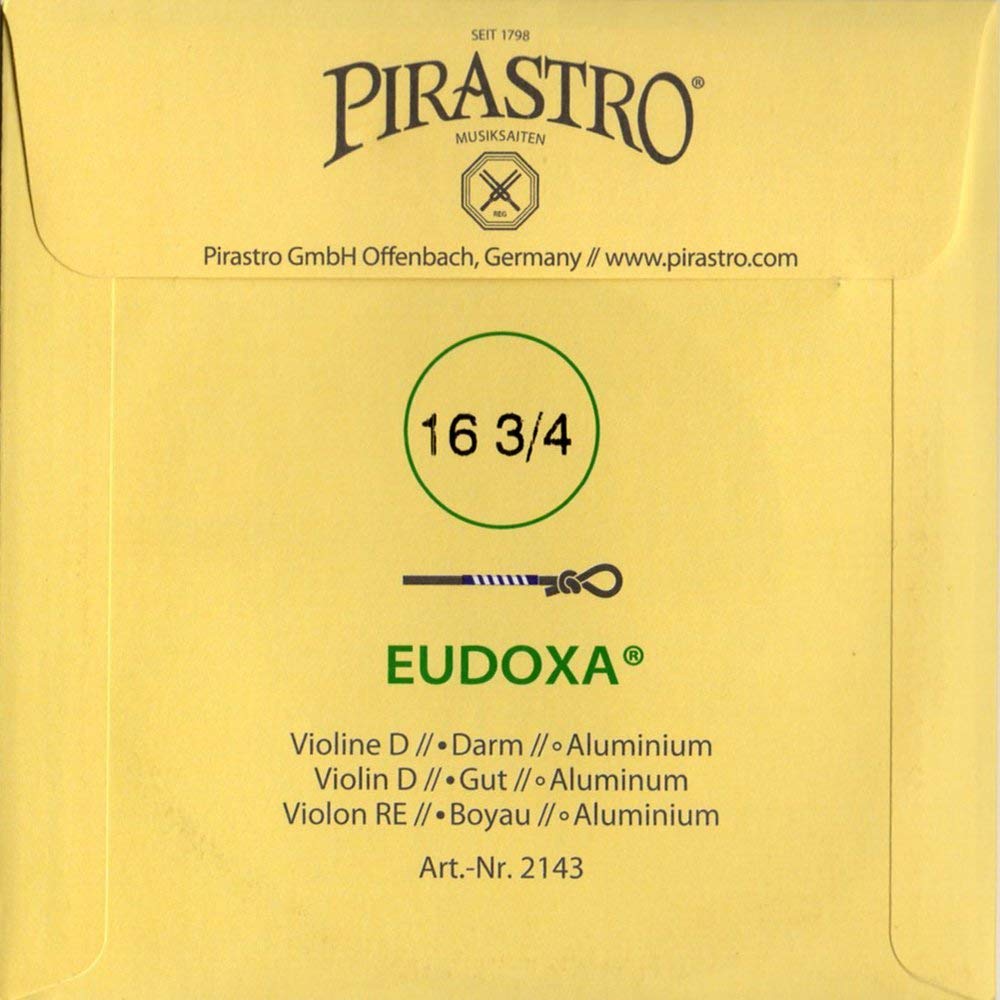 SEIT 1798
PIRASTRO®
MUSIKSAITEN
REG
Pirastro GmbH Offenbach, Germany // www.pirastro.com
16 3/4
EUDOXA®
Violine D //•Darm //∘Aluminium
Violin D //•Gut //∘Aluminum
Violon RE //•Boyau //∘Aluminium
Art.-Nr. 2143